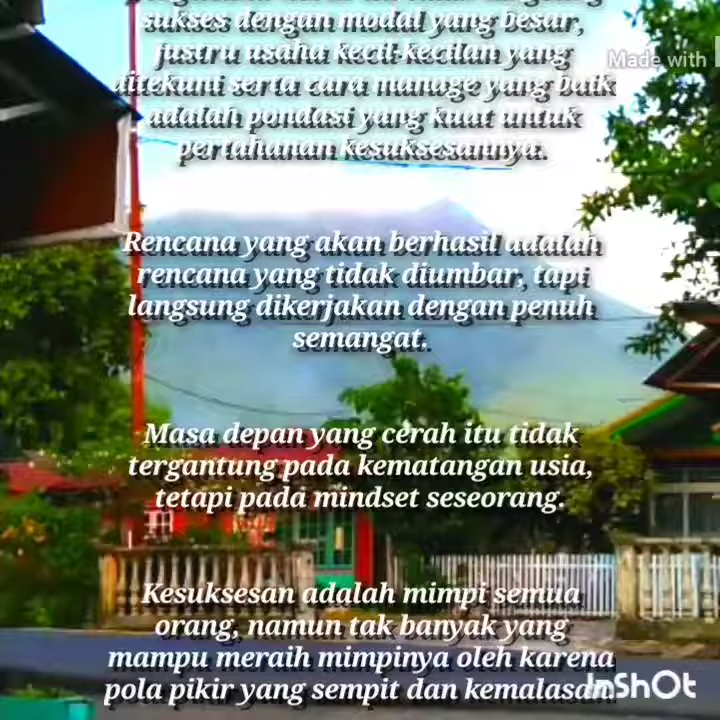 sukses dengan modal yang besar,
justru usaha kecil-kecilan yang
ditekuni serta cara manage yang baik
adalah pondasi yang kuat untuk
pertahanan kesuksesannya.
Made with
Rencana yang akan berhasil adalah
rencana yang tidak diumbar, tapi
langsung dikerjakan dengan penuh
semangat.
Masa depan yang cerah itu tidak
tergantung pada kematangan usia,
tetapi pada mindset seseorang.
Kesuksesan adalah mimpi semua
orang, namun tak banyak yang
mampu meraih mimpinya oleh karena
pola pikir yang sempit dan kemalasan.
InShOt